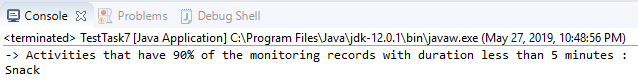 Console Problems Debug Shell
<terminated> TestTask7 [Java Application] C:\Program Files\Java\jdk-12.0.1\bin\javaw.exe (May 27, 2019, 10:48:56 PM)
-> Activities that have 90% of the monitoring records with duration less than 5 minutes :
Snack